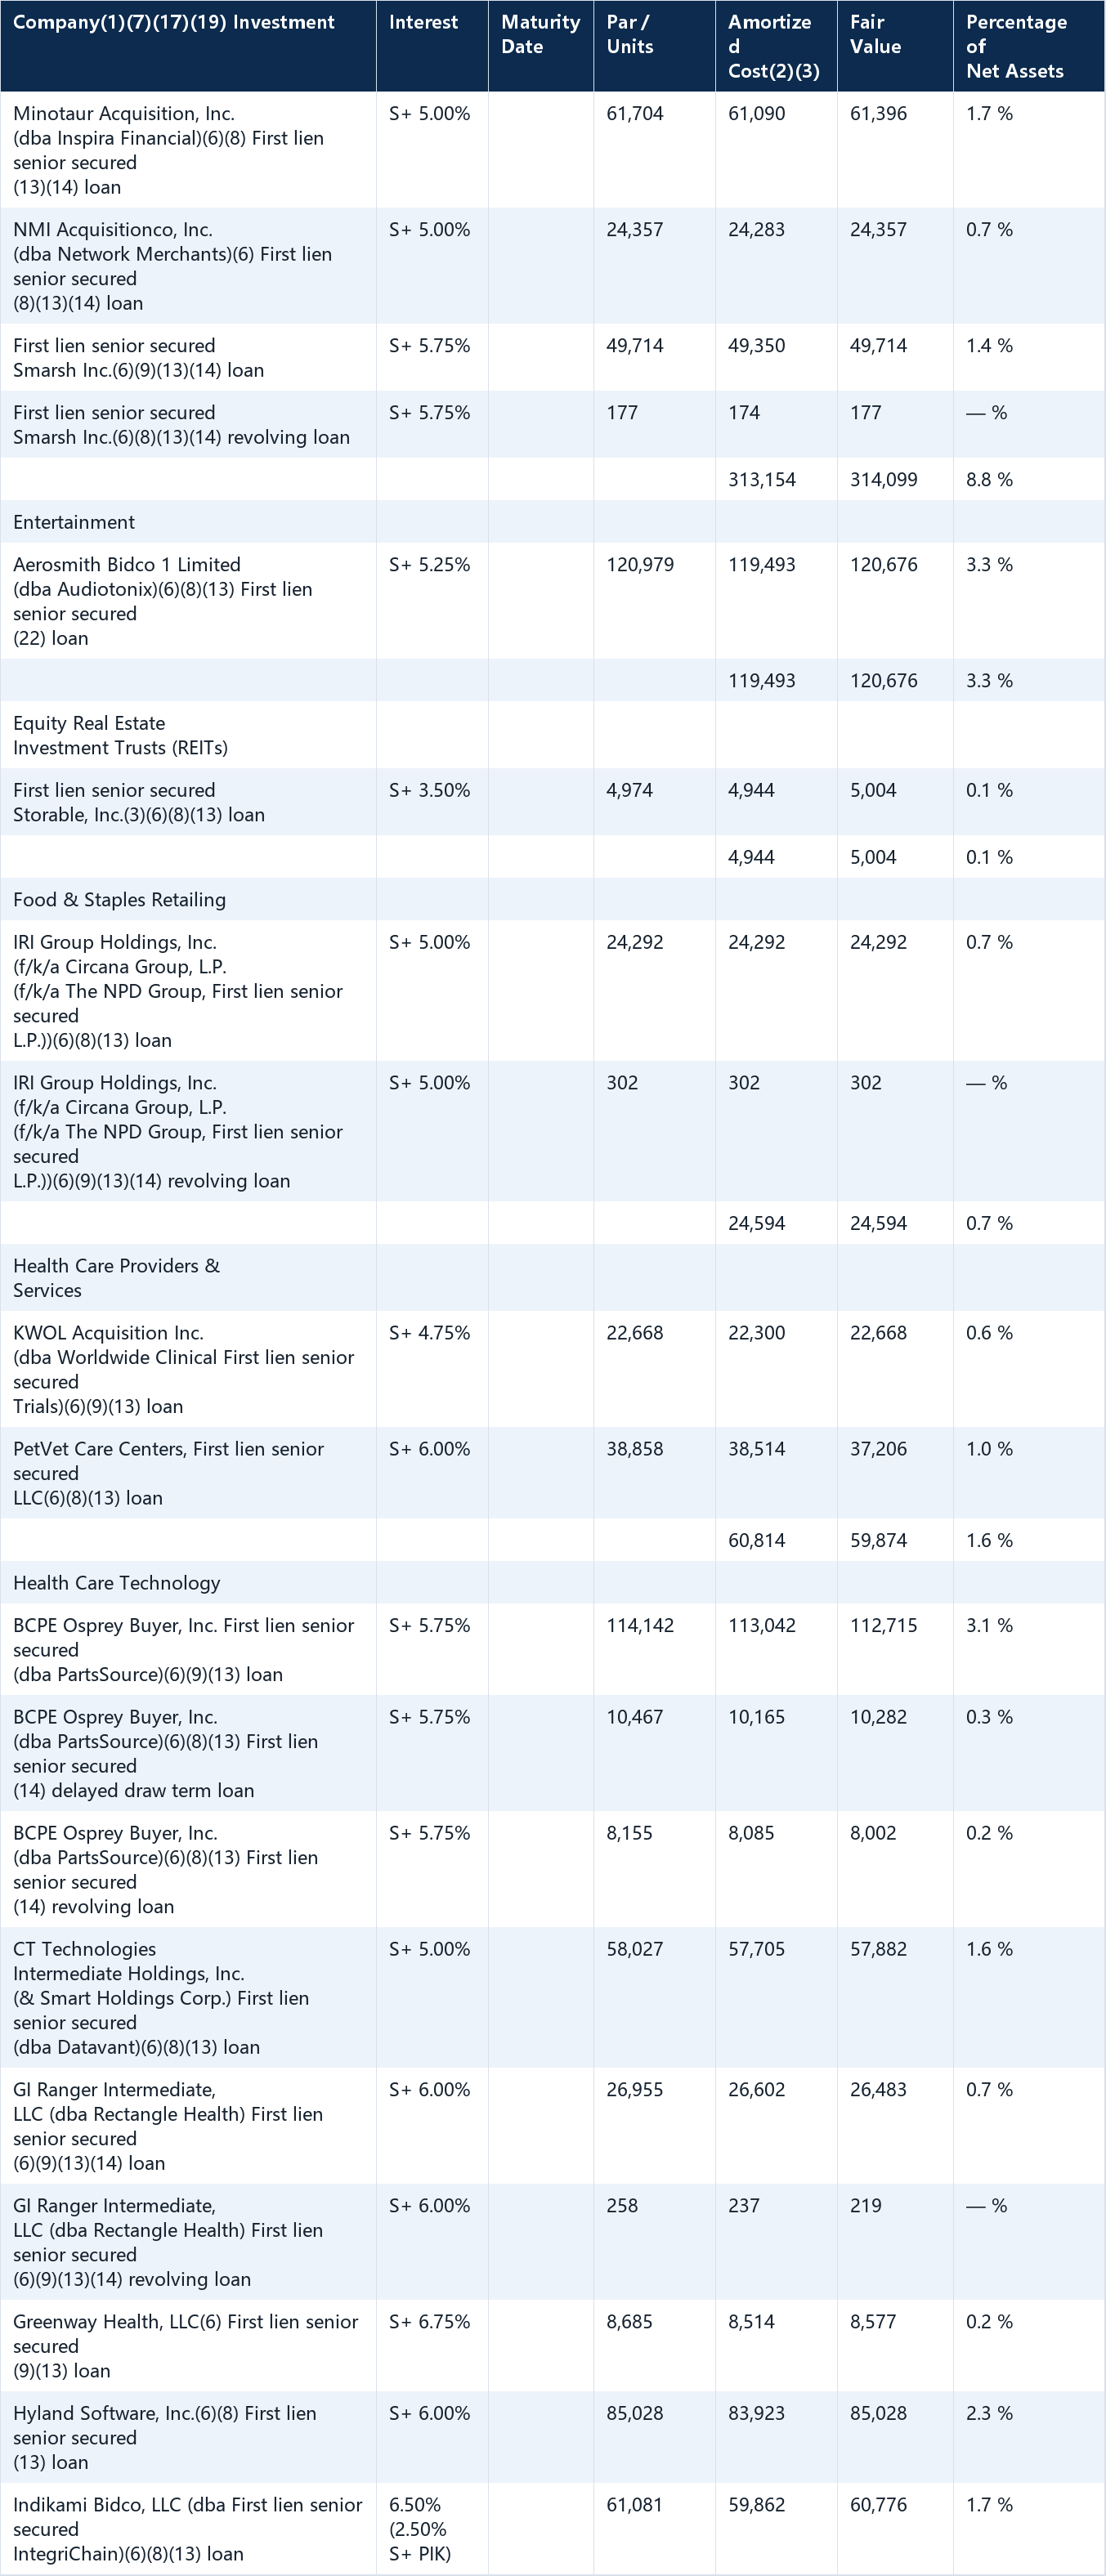 Company(1)(7)(17)(19) Investment Interest Maturity Date Par / Units Amortized Cost(2)(3) Fair Value Percentage of Net Assets
Minotaur Acquisition, Inc.
(dba Inspira Financial)(6)(8) First lien
senior secured
(13)(14) loan
S+ 5.00% 61,704 61,090 61,396 1.7 %
NMI Acquisitionco, Inc.
(dba Network Merchants)(6) First lien
senior secured
(8)(13)(14) loan
S+ 5.00% 24,357 24,283 24,357 0.7 %
First lien senior secured
Smarsh Inc.(6)(9)(13)(14) loan
S+ 5.75% 49,714 49,350 49,714 1.4 %
First lien senior secured
Smarsh Inc.(6)(8)(13)(14) revolving loan
S+ 5.75% 177 174 177 — %
313,154 314,099 8.8 %
Entertainment
Aerosmith Bidco 1 Limited
(dba Audiotonix)(6)(8)(13) First lien
senior secured
(22) loan
S+ 5.25% 120,979 119,493 120,676 3.3 %
119,493 120,676 3.3 %
Equity Real Estate
Investment Trusts (REITs)
First lien senior secured
Storable, Inc.(3)(6)(8)(13) loan
S+ 3.50% 4,974 4,944 5,004 0.1 %
4,944 5,004 0.1 %
Food & Staples Retailing
IRI Group Holdings, Inc.
(f/k/a Circana Group, L.P.
(f/k/a The NPD Group, First lien senior
secured
L.P.))(6)(8)(13) loan
S+ 5.00% 24,292 24,292 24,292 0.7 %
IRI Group Holdings, Inc.
(f/k/a Circana Group, L.P.
(f/k/a The NPD Group, First lien senior
secured
L.P.))(6)(9)(13)(14) revolving loan
S+ 5.00% 302 302 302 — %
24,594 24,594 0.7 %
Health Care Providers &
Services
KWOL Acquisition Inc.
(dba Worldwide Clinical First lien senior
secured
Trials)(6)(9)(13) loan
S+ 4.75% 22,668 22,300 22,668 0.6 %
PetVet Care Centers, First lien senior
secured
LLC(6)(8)(13) loan
S+ 6.00% 38,858 38,514 37,206 1.0 %
60,814 59,874 1.6 %
Health Care Technology
BCPE Osprey Buyer, Inc. First lien senior
secured
(dba PartsSource)(6)(9)(13) loan
S+ 5.75% 114,142 113,042 112,715 3.1 %
BCPE Osprey Buyer, Inc.
(dba PartsSource)(6)(8)(13) First lien
senior secured
(14) delayed draw term loan
S+ 5.75% 10,467 10,165 10,282 0.3 %
BCPE Osprey Buyer, Inc.
(dba PartsSource)(6)(8)(13) First lien
senior secured
(14) revolving loan
S+ 5.75% 8,155 8,085 8,002 0.2 %
CT Technologies
Intermediate Holdings, Inc.
(& Smart Holdings Corp.) First lien
senior secured
(dba Datavant)(6)(8)(13) loan
S+ 5.00% 58,027 57,705 57,882 1.6 %
GI Ranger Intermediate,
LLC (dba Rectangle Health) First lien
senior secured
(6)(9)(13)(14) loan
S+ 6.00% 26,955 26,602 26,483 0.7 %
GI Ranger Intermediate,
LLC (dba Rectangle Health) First lien
senior secured
(6)(9)(13)(14) revolving loan
S+ 6.00% 258 237 219 — %
Greenway Health, LLC(6) First lien senior
secured
(9)(13) loan
S+ 6.75% 8,685 8,514 8,577 0.2 %
Hyland Software, Inc.(6)(8) First lien
senior secured
(13) loan
S+ 6.00% 85,028 83,923 85,028 2.3 %
Indikami Bidco, LLC (dba First lien senior
secured
IntegriChain)(6)(8)(13) loan
6.50%
(2.50%
S+ PIK)
61,081 59,862 60,776 1.7 %